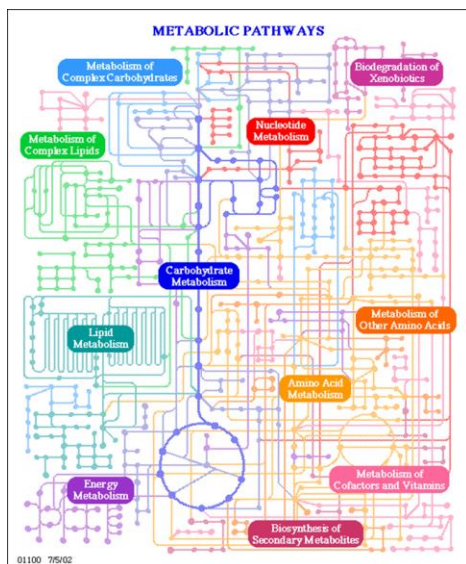 METABOLIC PATHWAYS
Metabolism of
Complex Carbohydrates
Biodegradation of
Xenobiotics
Nucleotide
Metabolism
Metabolism of
Complex Lipids
Carbohydrate
Metabolism
Metabolism of
Other Amino Acids
Lipid
Metabolism
Amino Acid
Metabolism
Metabolism of
Cofactors and Vitamins
Energy
Metabolism
Biosynthesis of
Secondary Metabolites
01100 7/5/02